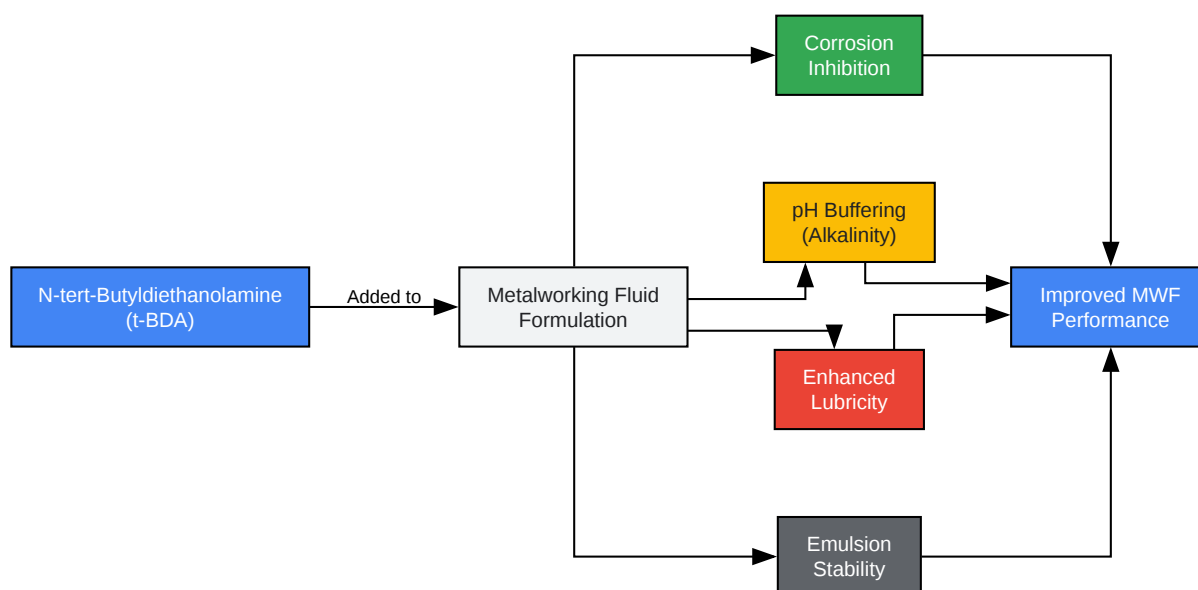 N-tert-Butyldiethanolamine
(t-BDA)
Added to
Metalworking Fluid
Formulation
Corrosion
Inhibition
pH Buffering
(Alkalinity)
Enhanced
Lubricity
Emulsion
Stability
Improved MWF
Performance